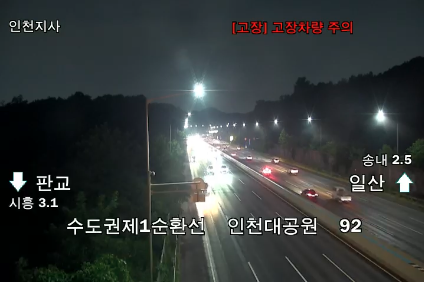 인천지사
[고장] 고장차량 주의
송내 2.5
판교
일산
시흥 3.1
수도권제1순환선 인천대공원 92